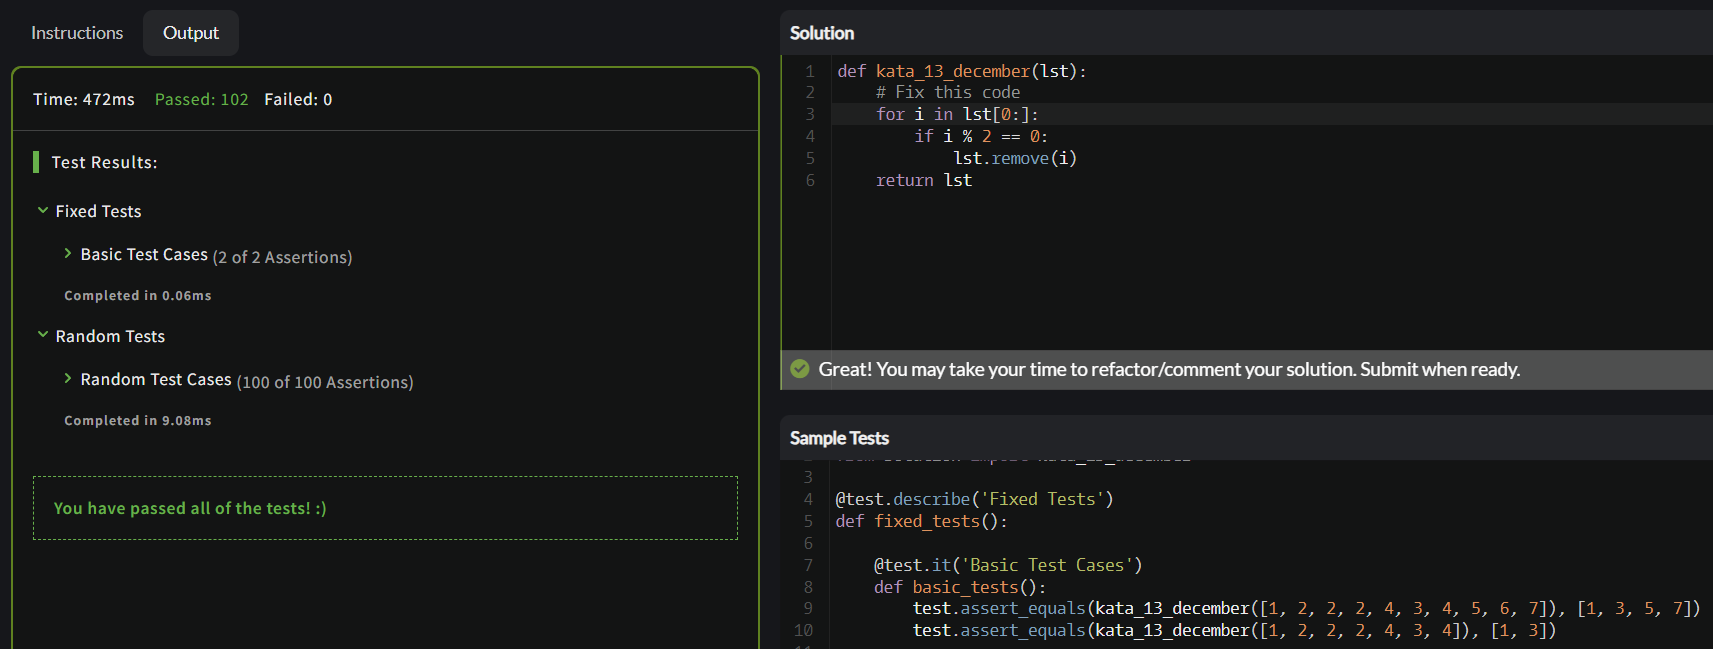 Instructions
Output
Time: 472ms Passed: 102 Failed: 0
Test Results:
Fixed Tests
Basic Test Cases (2 of 2 Assertions)
Completed in 0.06ms
Random Tests
Random Test Cases (100 of 100 Assertions)
Completed in 9.08ms
You have passed all of the tests! :)
Solution
1 def kata_13_december(lst):
2     # Fix this code
3     for i in lst[0:]:
4         if i % 2 == 0:
5             lst.remove(i)
6     return lst
Great! You may take your time to refactor/comment your solution. Submit when ready.
Sample Tests
3
4 @test.describe('Fixed Tests')
5 def fixed_tests():
6
7     @test.it('Basic Test Cases')
8     def basic_tests():
9         test.assert_equals(kata_13_december([1, 2, 2, 2, 4, 3, 4, 5, 6, 7]), [1, 3, 5, 7])
10         test.assert_equals(kata_13_december([1, 2, 2, 2, 4, 3, 4]), [1, 3])